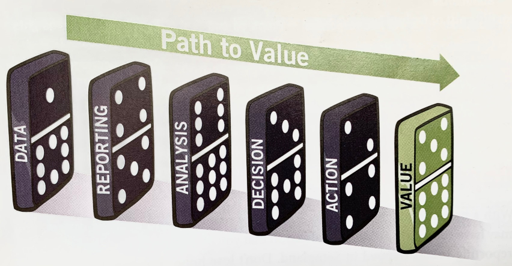 Path to Value
DATA
REPORTING
ANALYSIS
DECISION
ACTION
VALUE